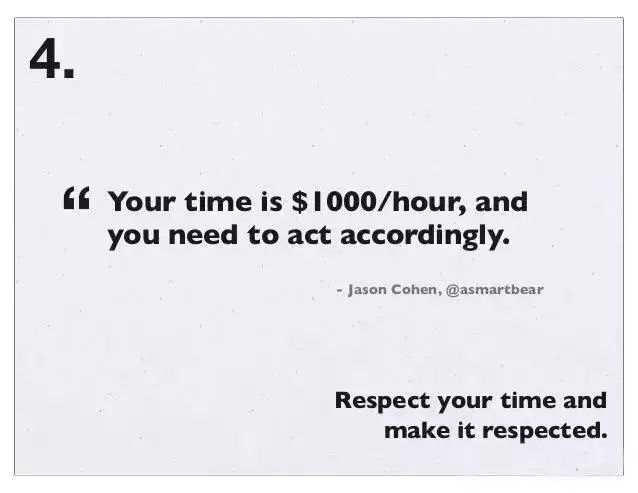 4.
“ Your time is $1000/hour, and
you need to act accordingly.
- Jason Cohen, @asmartbear
Respect your time and
make it respected.